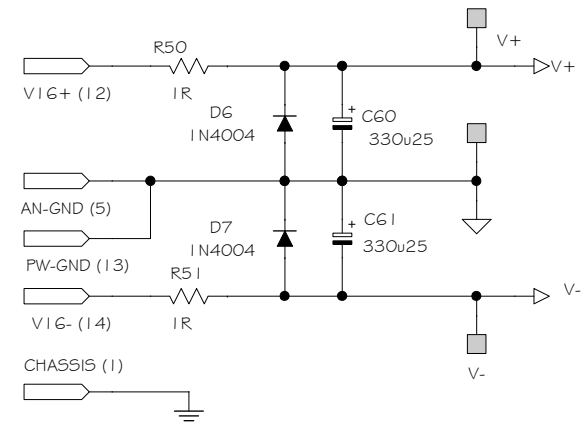 R50
V+
V+
V16+ (12)
1R
D6
1N4004
+
C60
330u25
AN-GND (5)
D7
1N4004
+
C61
330u25
PW-GND (13)
R51
V-
V16- (14)
1R
CHASSIS (1)
V-